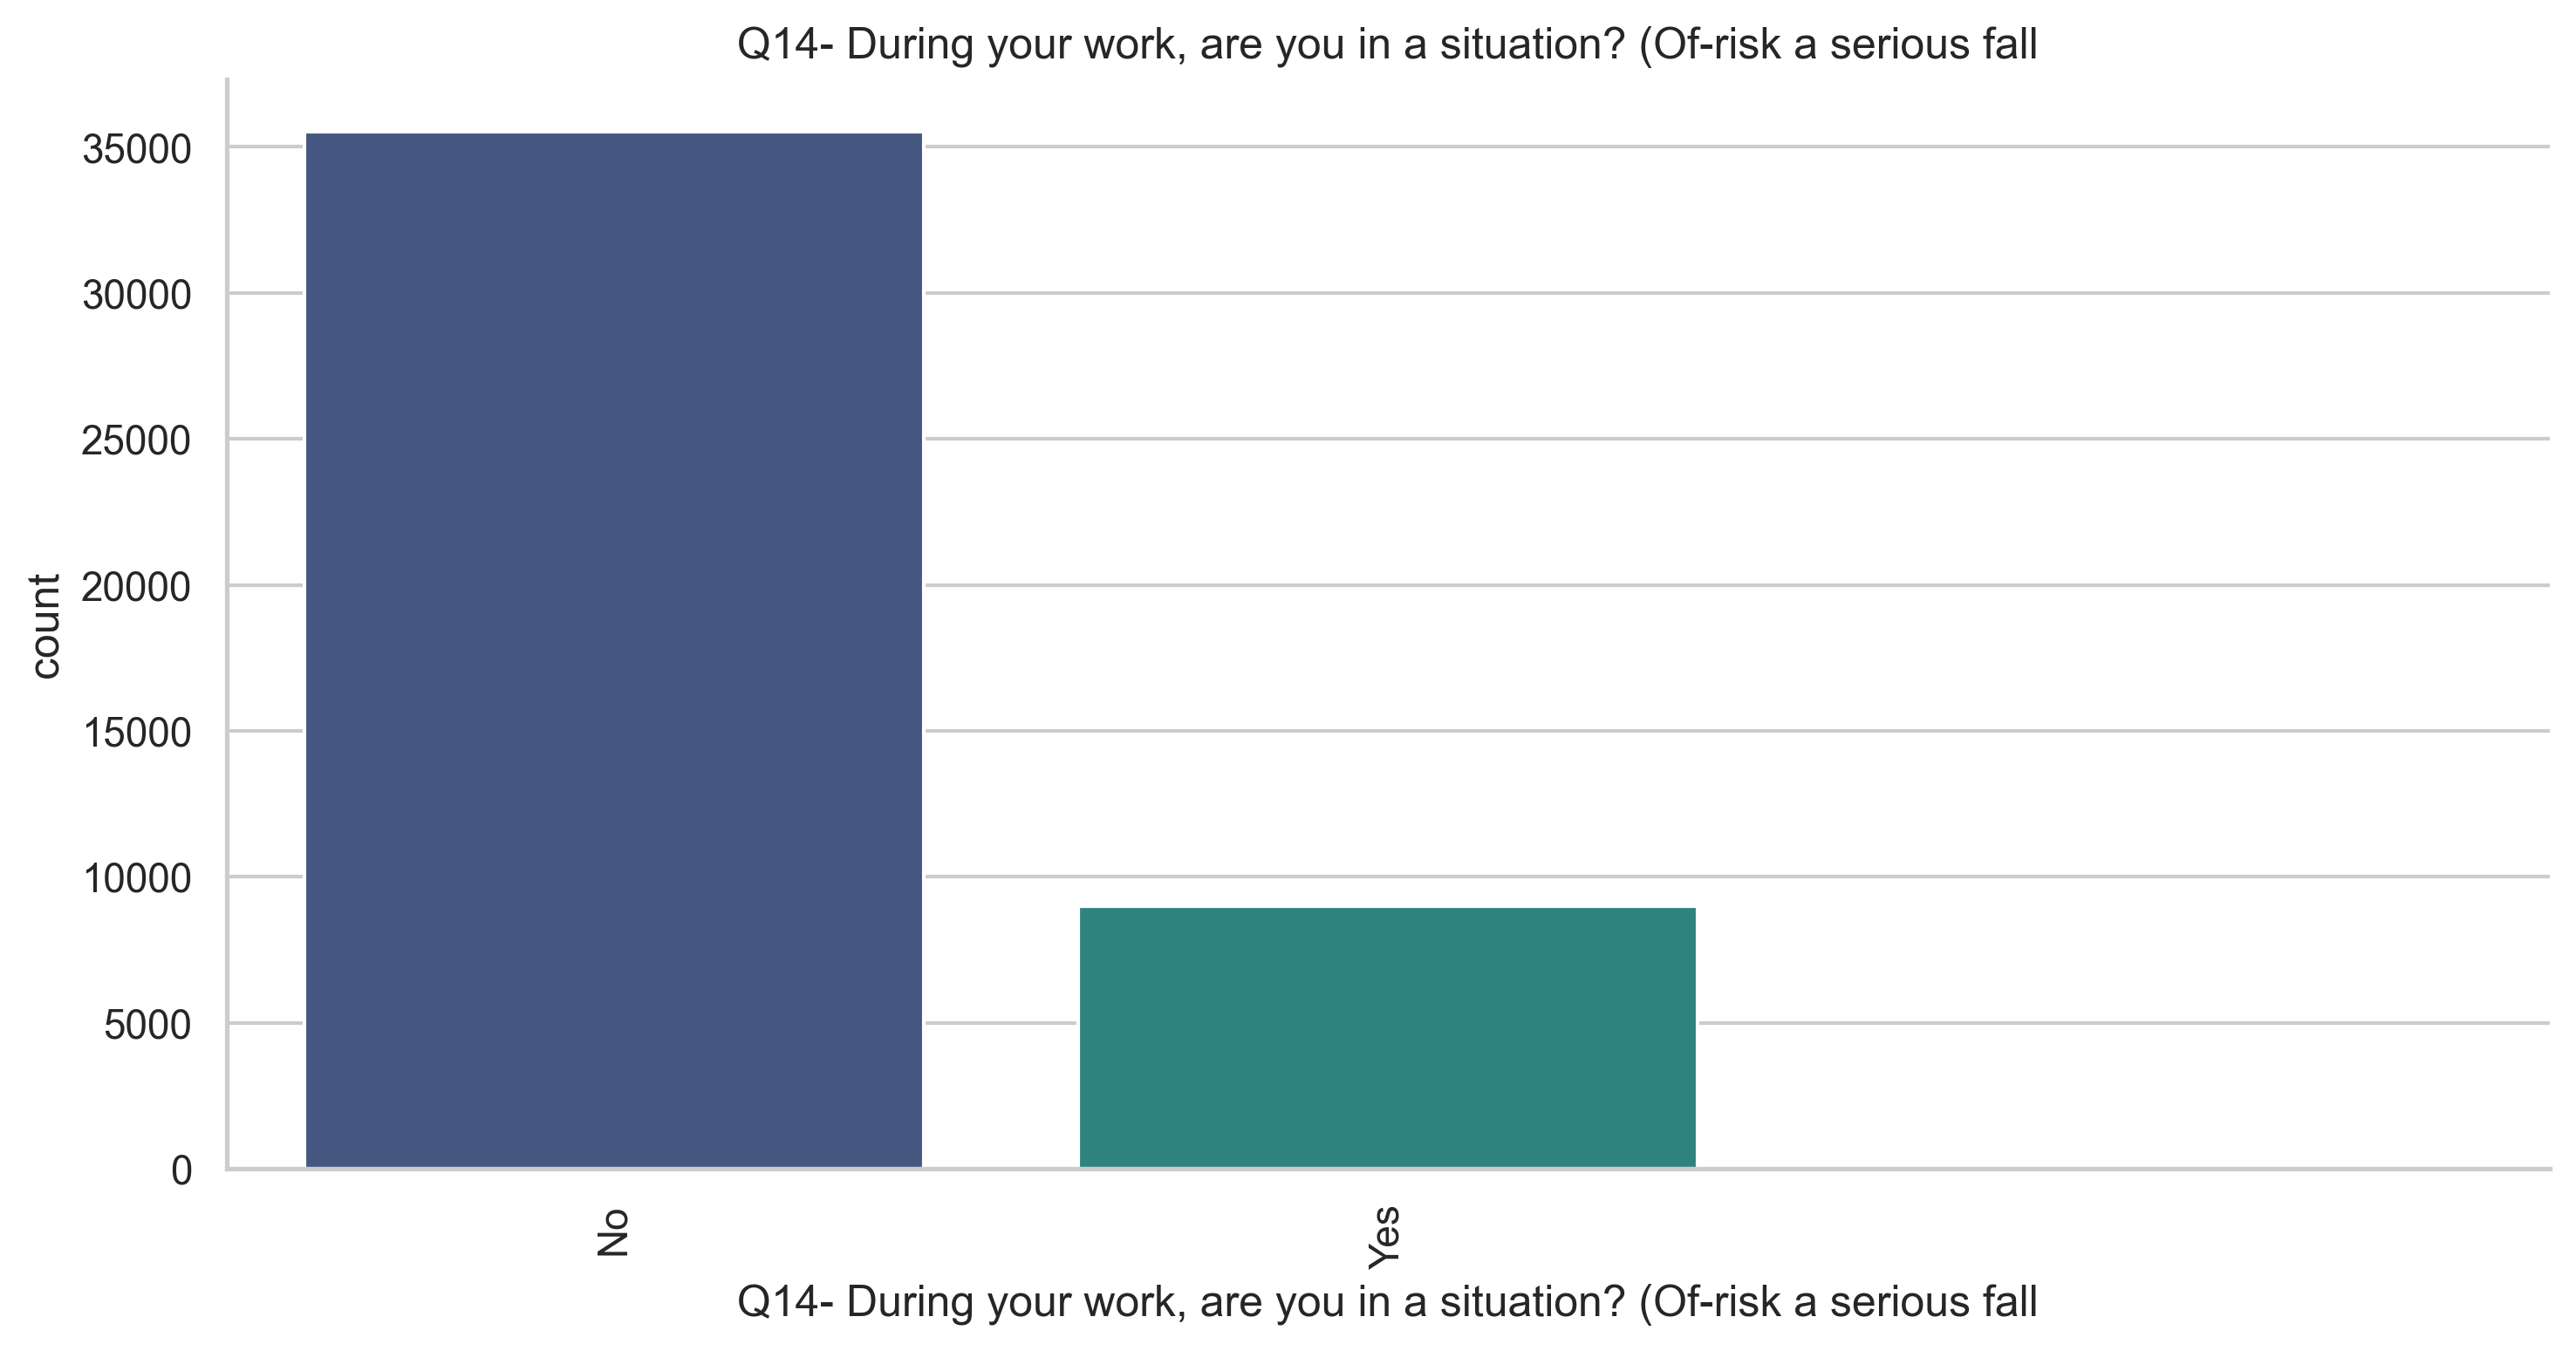 Q14- During your work, are you in a situation? (Of-risk a serious fall
35000
30000
25000
20000
15000
10000
5000
0
count
No
Yes
Q14- During your work, are you in a situation? (Of-risk a serious fall